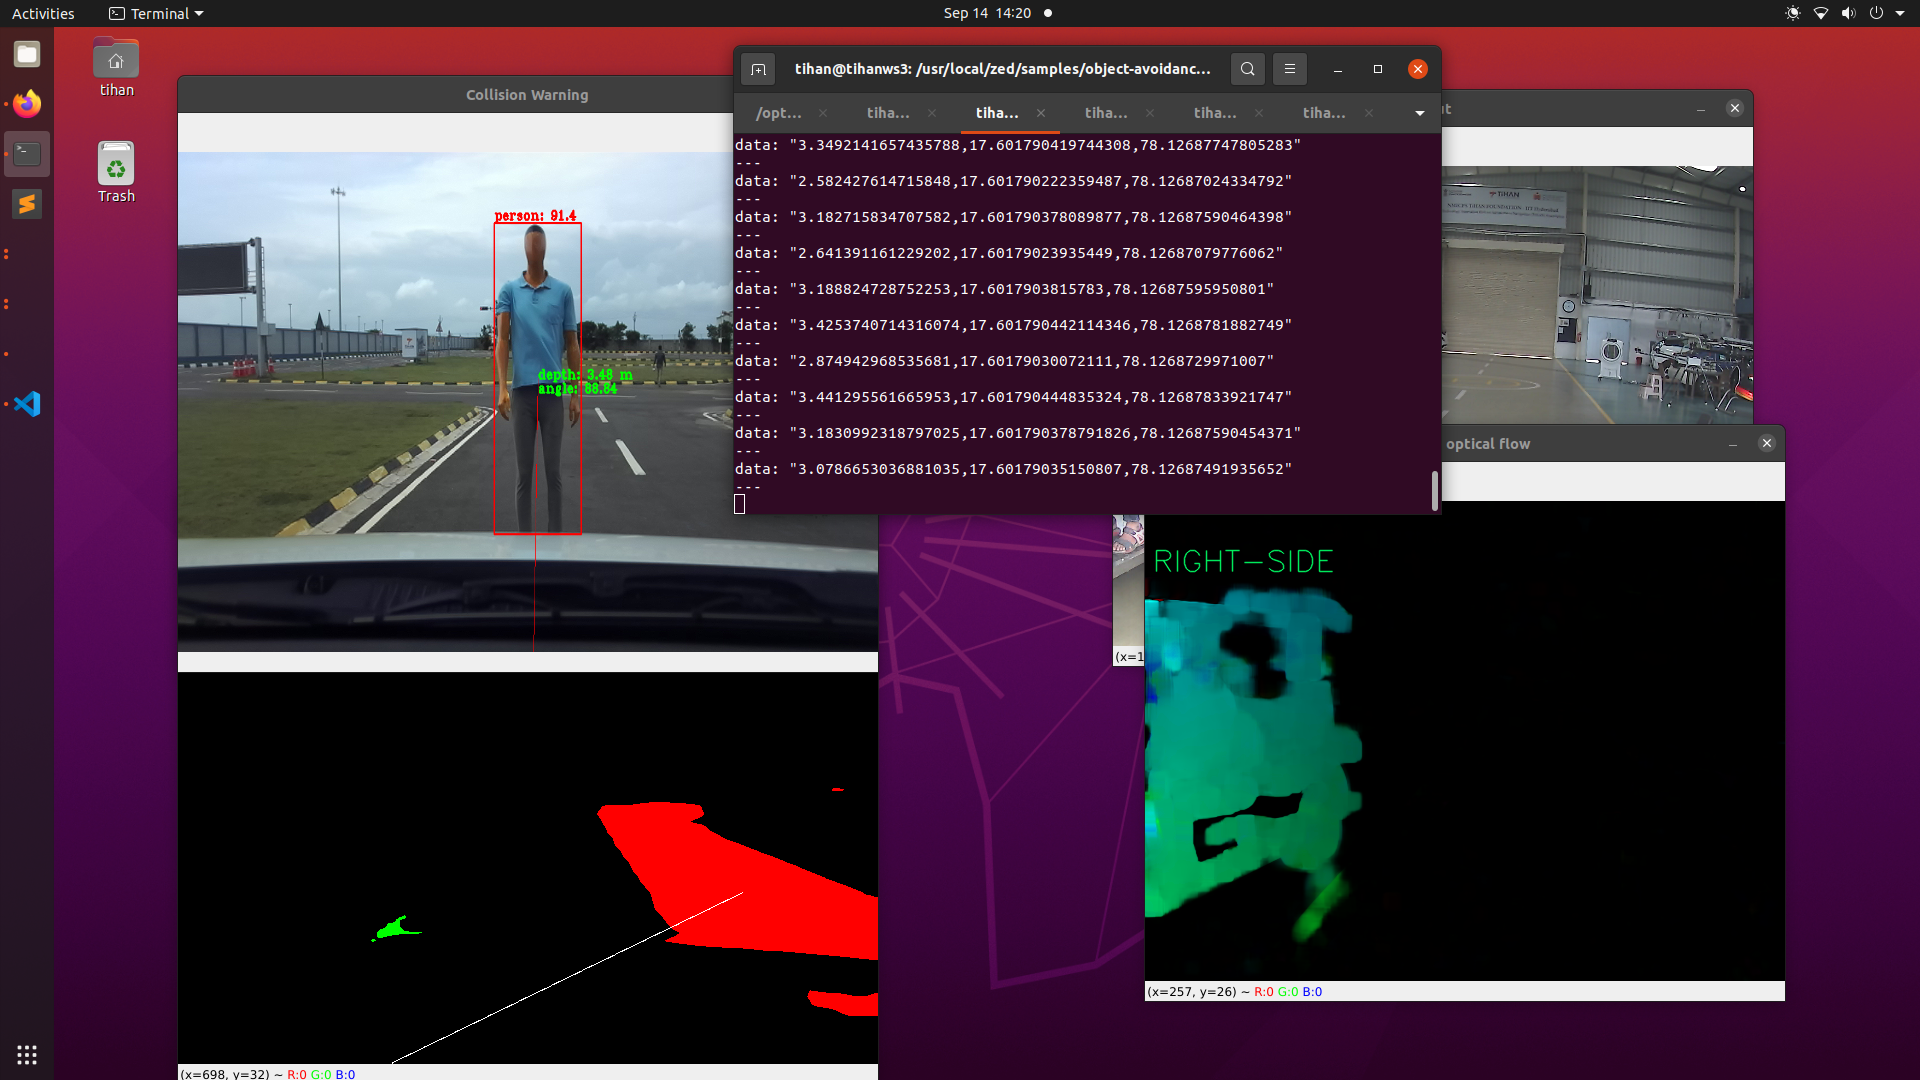 Activities
Terminal
Sep 14 14:20
tihan
Trash
Collision Warning
person: 91.4
depth: 3.48 m
angle: 88.84
(x=698, y=32) ~ R:0 G:0 B:0
tihan@tihanws3: /usr/local/zed/samples/object-avoidanc...
/opt... tiha... tiha... tiha... tiha... tiha...
data: "3.3492141657435788,17.601790419744308,78.12687747805283"
---
data: "2.582427614715848,17.601790222359487,78.12687024334792"
---
data: "3.182715834707582,17.601790378089877,78.12687590464398"
---
data: "2.641391161229202,17.60179023935449,78.12687079776062"
---
data: "3.188824728752253,17.6017903815783,78.12687595950801"
---
data: "3.4253740714316074,17.601790442114346,78.1268781882749"
---
data: "2.874942968535681,17.60179030072111,78.1268729971007"
---
data: "3.441295561665953,17.601790444835324,78.12687833921747"
---
data: "3.1830992318797025,17.601790378791826,78.12687590454371"
---
data: "3.0786653036881035,17.60179035150807,78.12687491935652"
---
TiHAN
optical flow
(x=1
RIGHT-SIDE
(x=257, y=26) ~ R:0 G:0 B:0